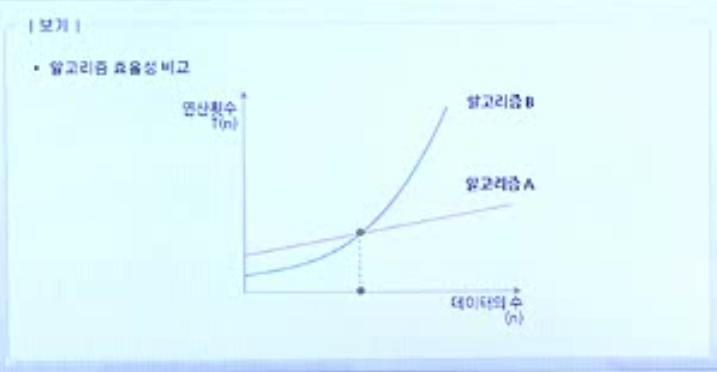 | 보기 |
• 알고리즘 효율성 비교
연산횟수
T(n)
알고리즘 B
알고리즘 A
데이터의 수
(n)